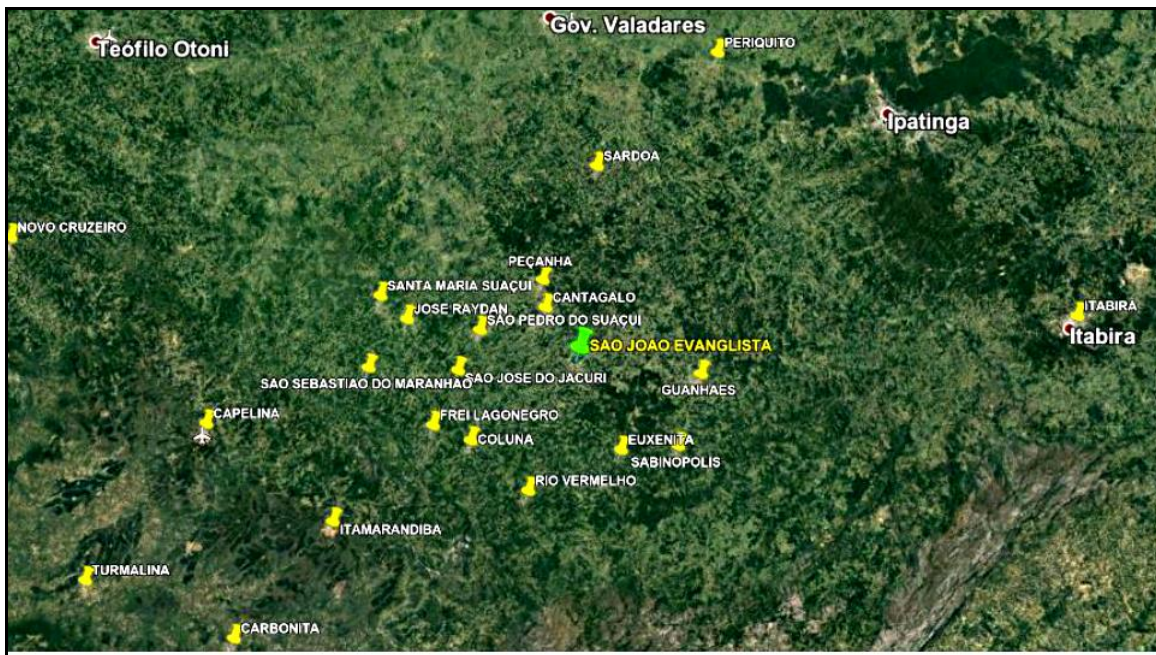 Gov. Valadares
Teófilo Otoni
PERIQUITO
Ipatinga
SARDOA
NOVO CRUZEIRO
PEÇANHA
SANTA MARIA SUAÇUI
CANTAGALO
JOSE RAYDAN
SÃO PEDRO DO SUAÇUI
ITABIRA
Itabira
SAO JOÃO EVANGLISTA
SAO JOSE DO JACURI
SAO SEBASTIAO DO MARANHAO
GUANHAES
CAPELINA
FREI LAGONEGRO
COLUNA
EUXENITA
SABINOPOLIS
RIO VERMELHO
ITAMARANDIBA
TURMALINA
CARBONITA